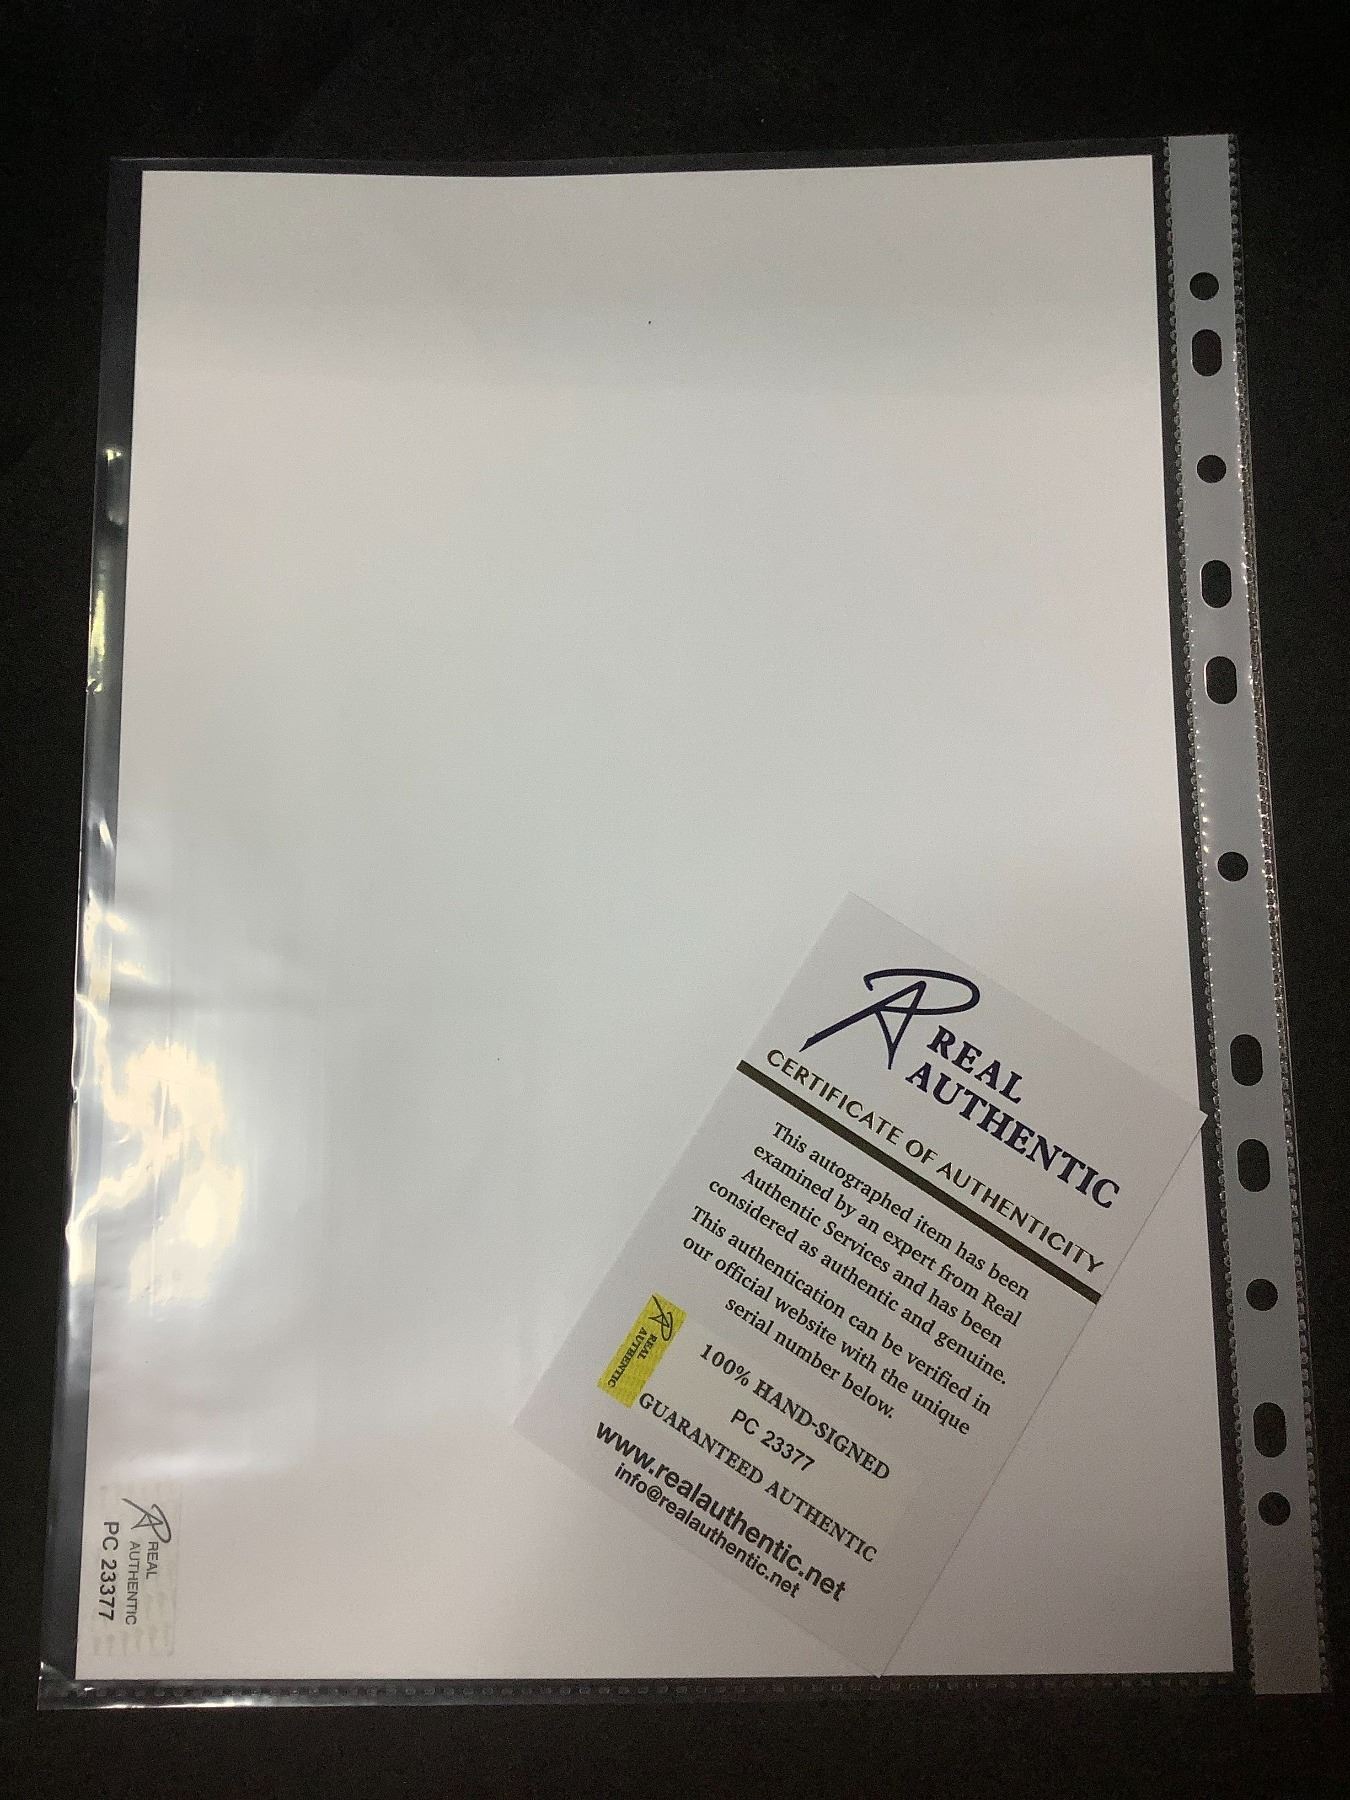 REAL
AUTHENTIC
CERTIFICATE OF AUTHENTICITY
This autographed item has been
examined by an expert from Real
Authentic Services and has been
considered as authentic and genuine.
This authentication can be verified in
our official website with the unique
serial number below.
REAL
AUTHENTIC
100% HAND-SIGNED
PC 23377
GUARANTEED AUTHENTIC
www.realauthentic.net
info@realauthentic.net
REAL
AUTHENTIC
PC 23377